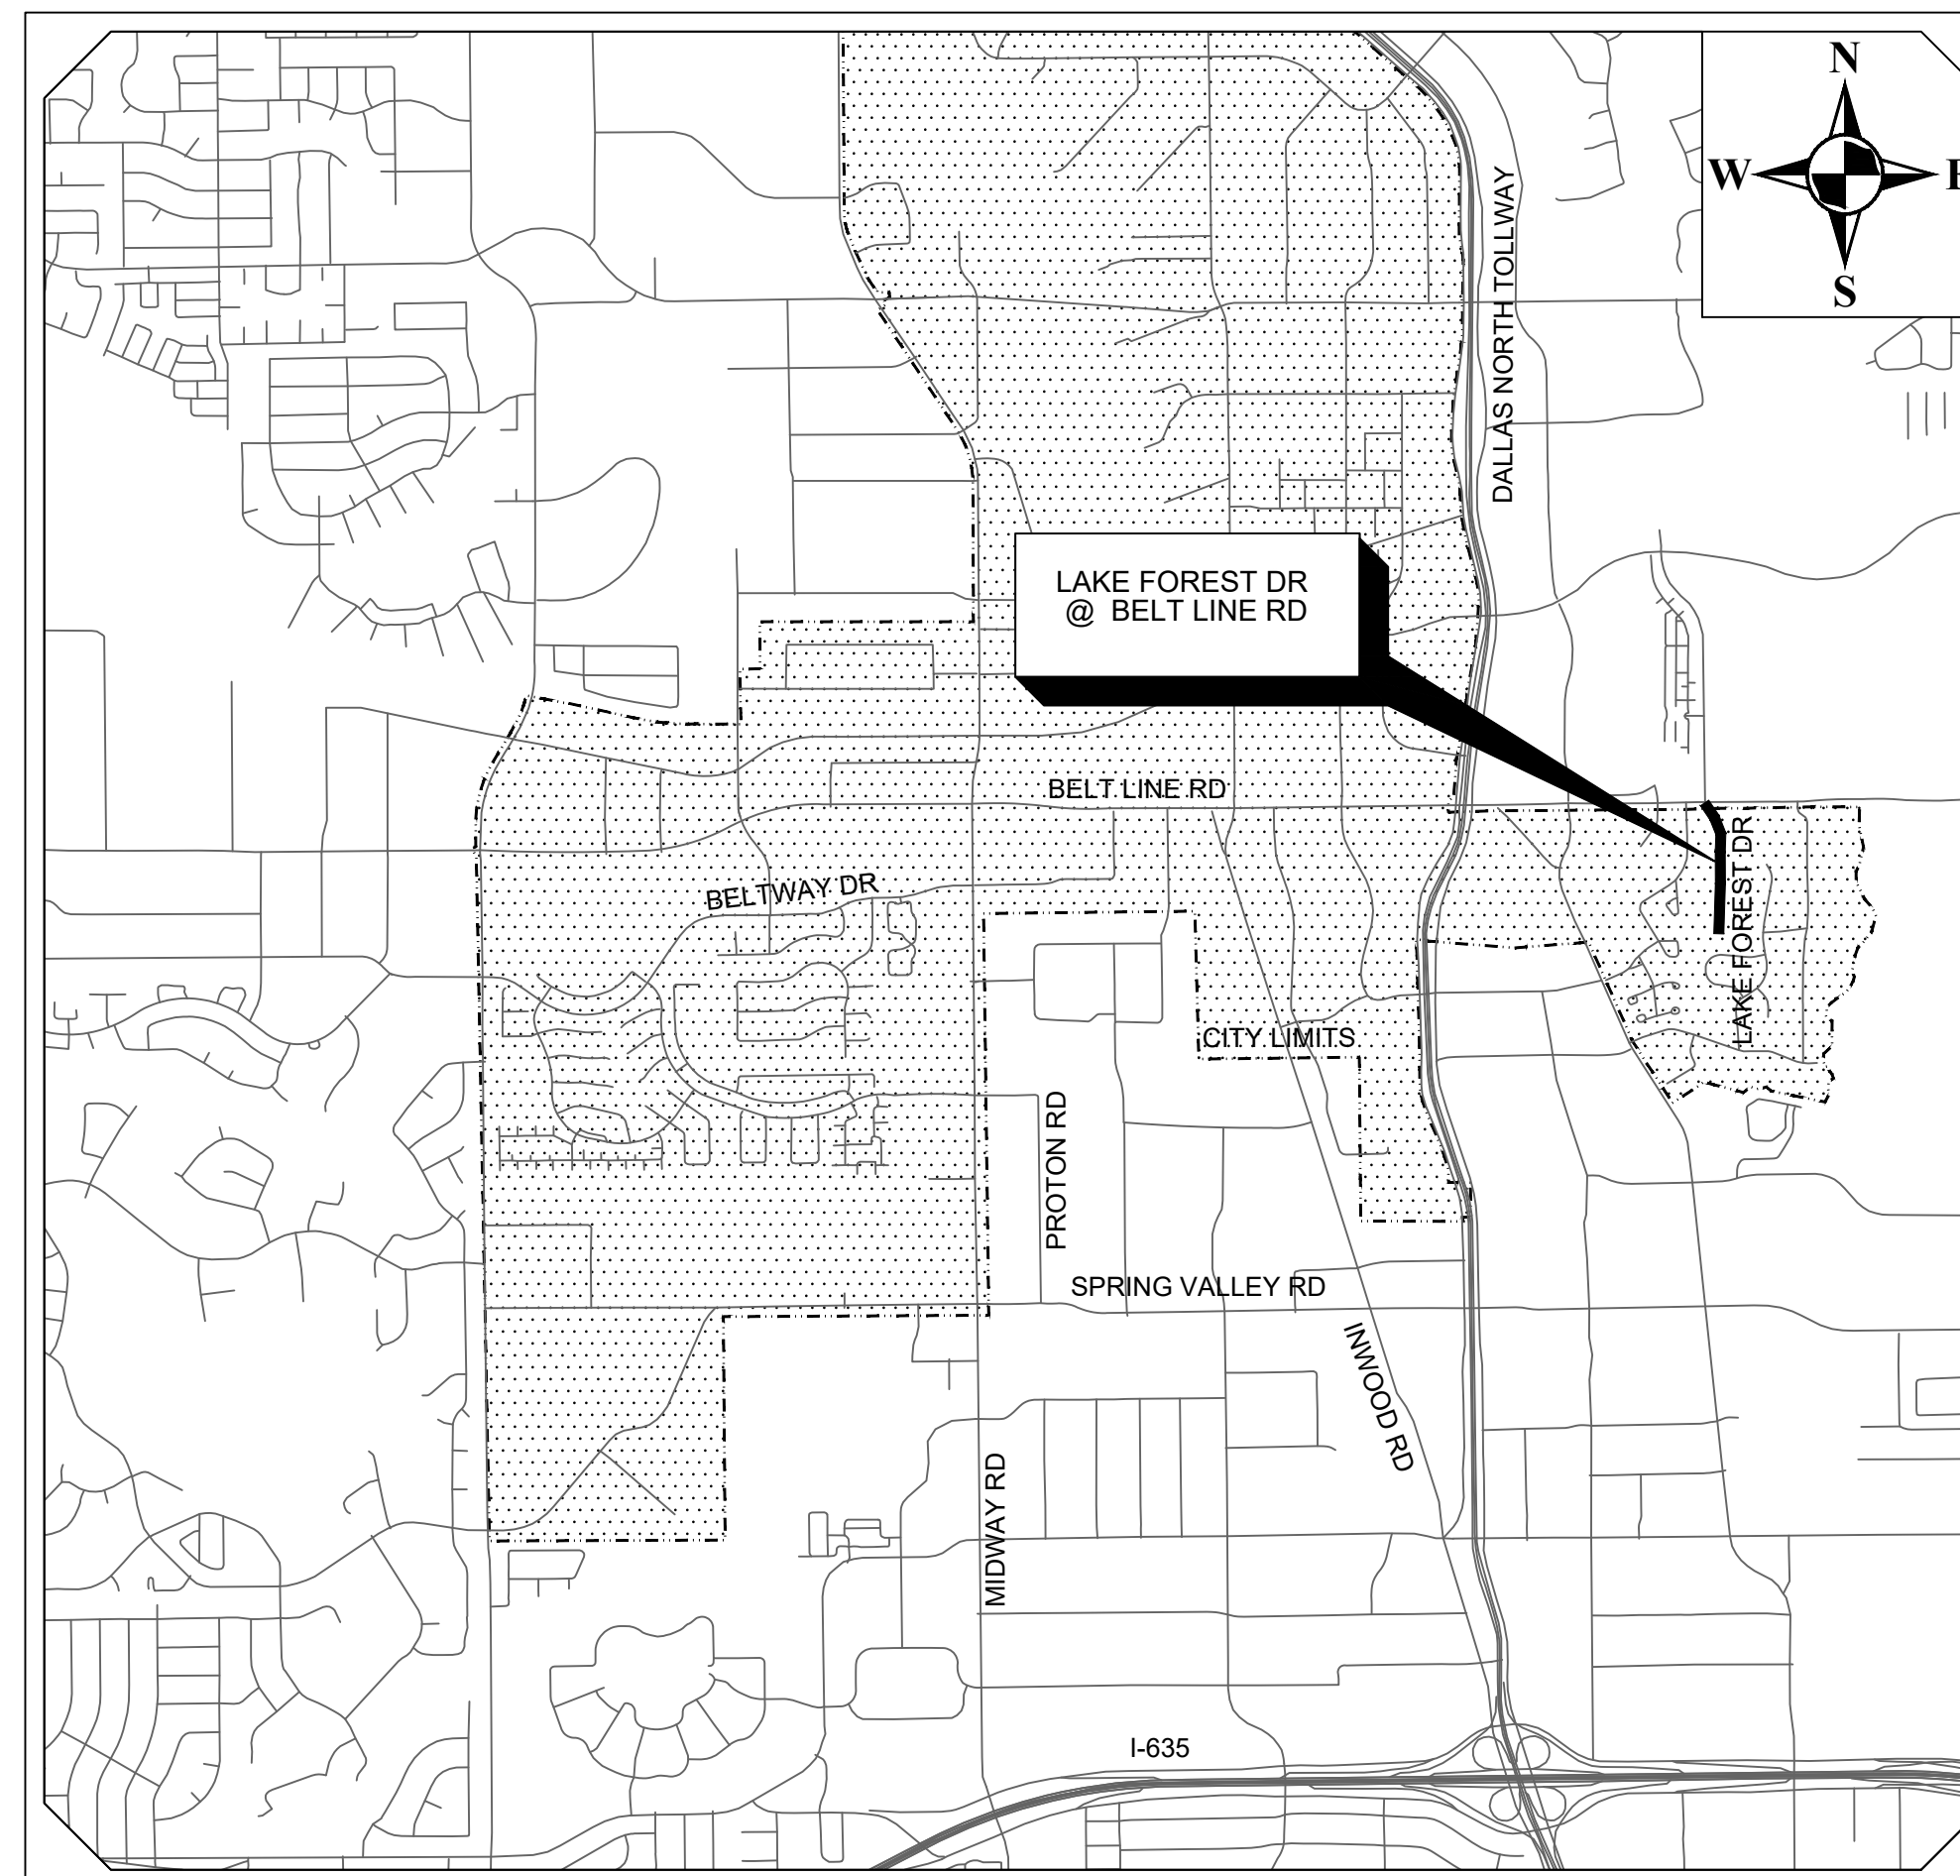 N
W
E
S
DALLAS NORTH TOLLWAY
LAKE FOREST DR
@ BELT LINE RD
BELT LINE RD
BELTWAY DR
LAKE FOREST DR
CITY LIMITS
PROTON RD
SPRING VALLEY RD
INWOOD RD
MIDWAY RD
I-635